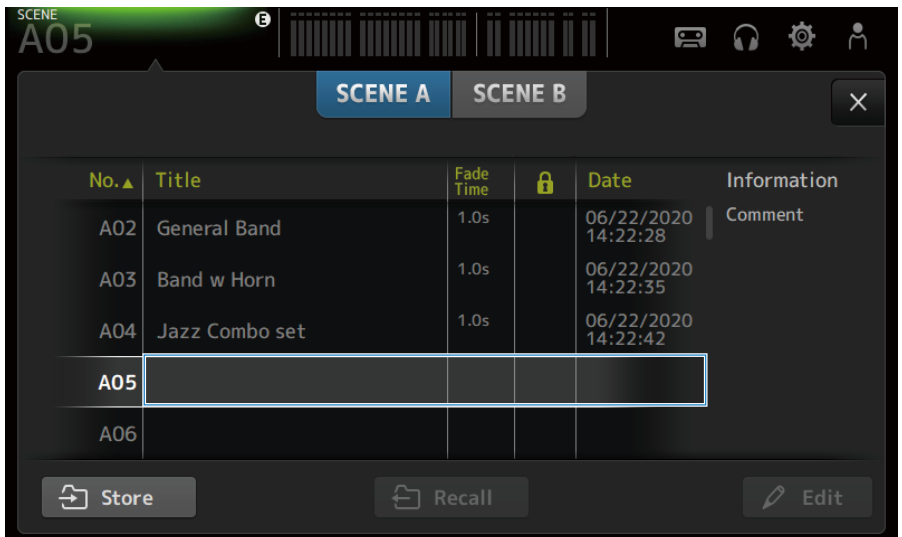 SCENE
A05
E
SCENE A SCENE B
No.▲ Title Fade Time Date Information
A02 General Band 1.0s 06/22/2020 14:22:28 Comment
A03 Band w Horn 1.0s 06/22/2020 14:22:35
A04 Jazz Combo set 1.0s 06/22/2020 14:22:42
A05
A06
Store Recall Edit